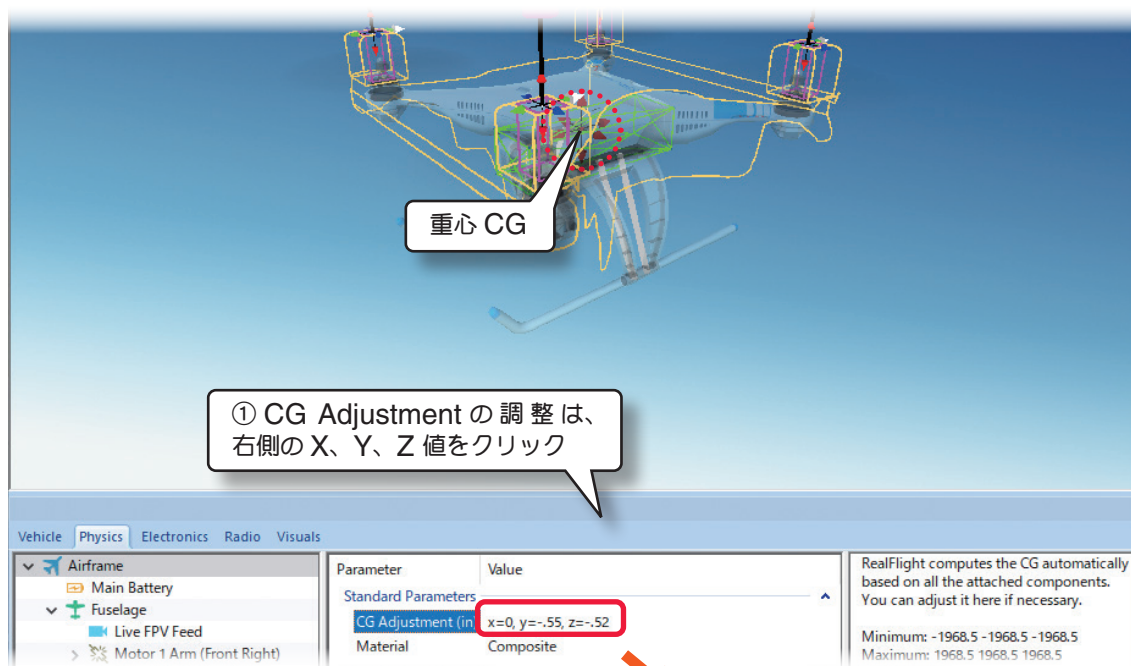 重心 CG
① CG Adjustment の 調 整 は、
右側の X、Y、Z 値をクリック
Vehicle Physics Electronics Radio Visuals
Airframe
Main Battery
Fuselage
Live FPV Feed
Motor 1 Arm (Front Right)
Parameter Value
Standard Parameters
CG Adjustment (in x=0, y=-.55, z=-.52
Material Composite
RealFlight computes the CG automatically
based on all the attached components.
You can adjust it here if necessary.
Minimum: -1968.5 -1968.5 -1968.5
Maximum: 1968.5 1968.5 1968.5